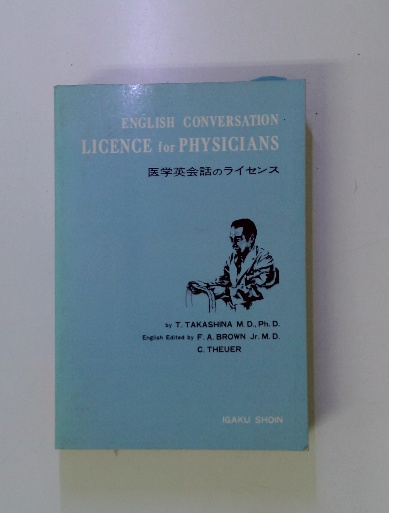 ENGLISH CONVERSATION
LICENCE for PHYSICIANS
医学英会話のライセンス
by T. TAKASHINA M. D., Ph. D.
English Edited by F. A. BROWN Jr. M. D.
C. THEUER
IGAKU SHOIN